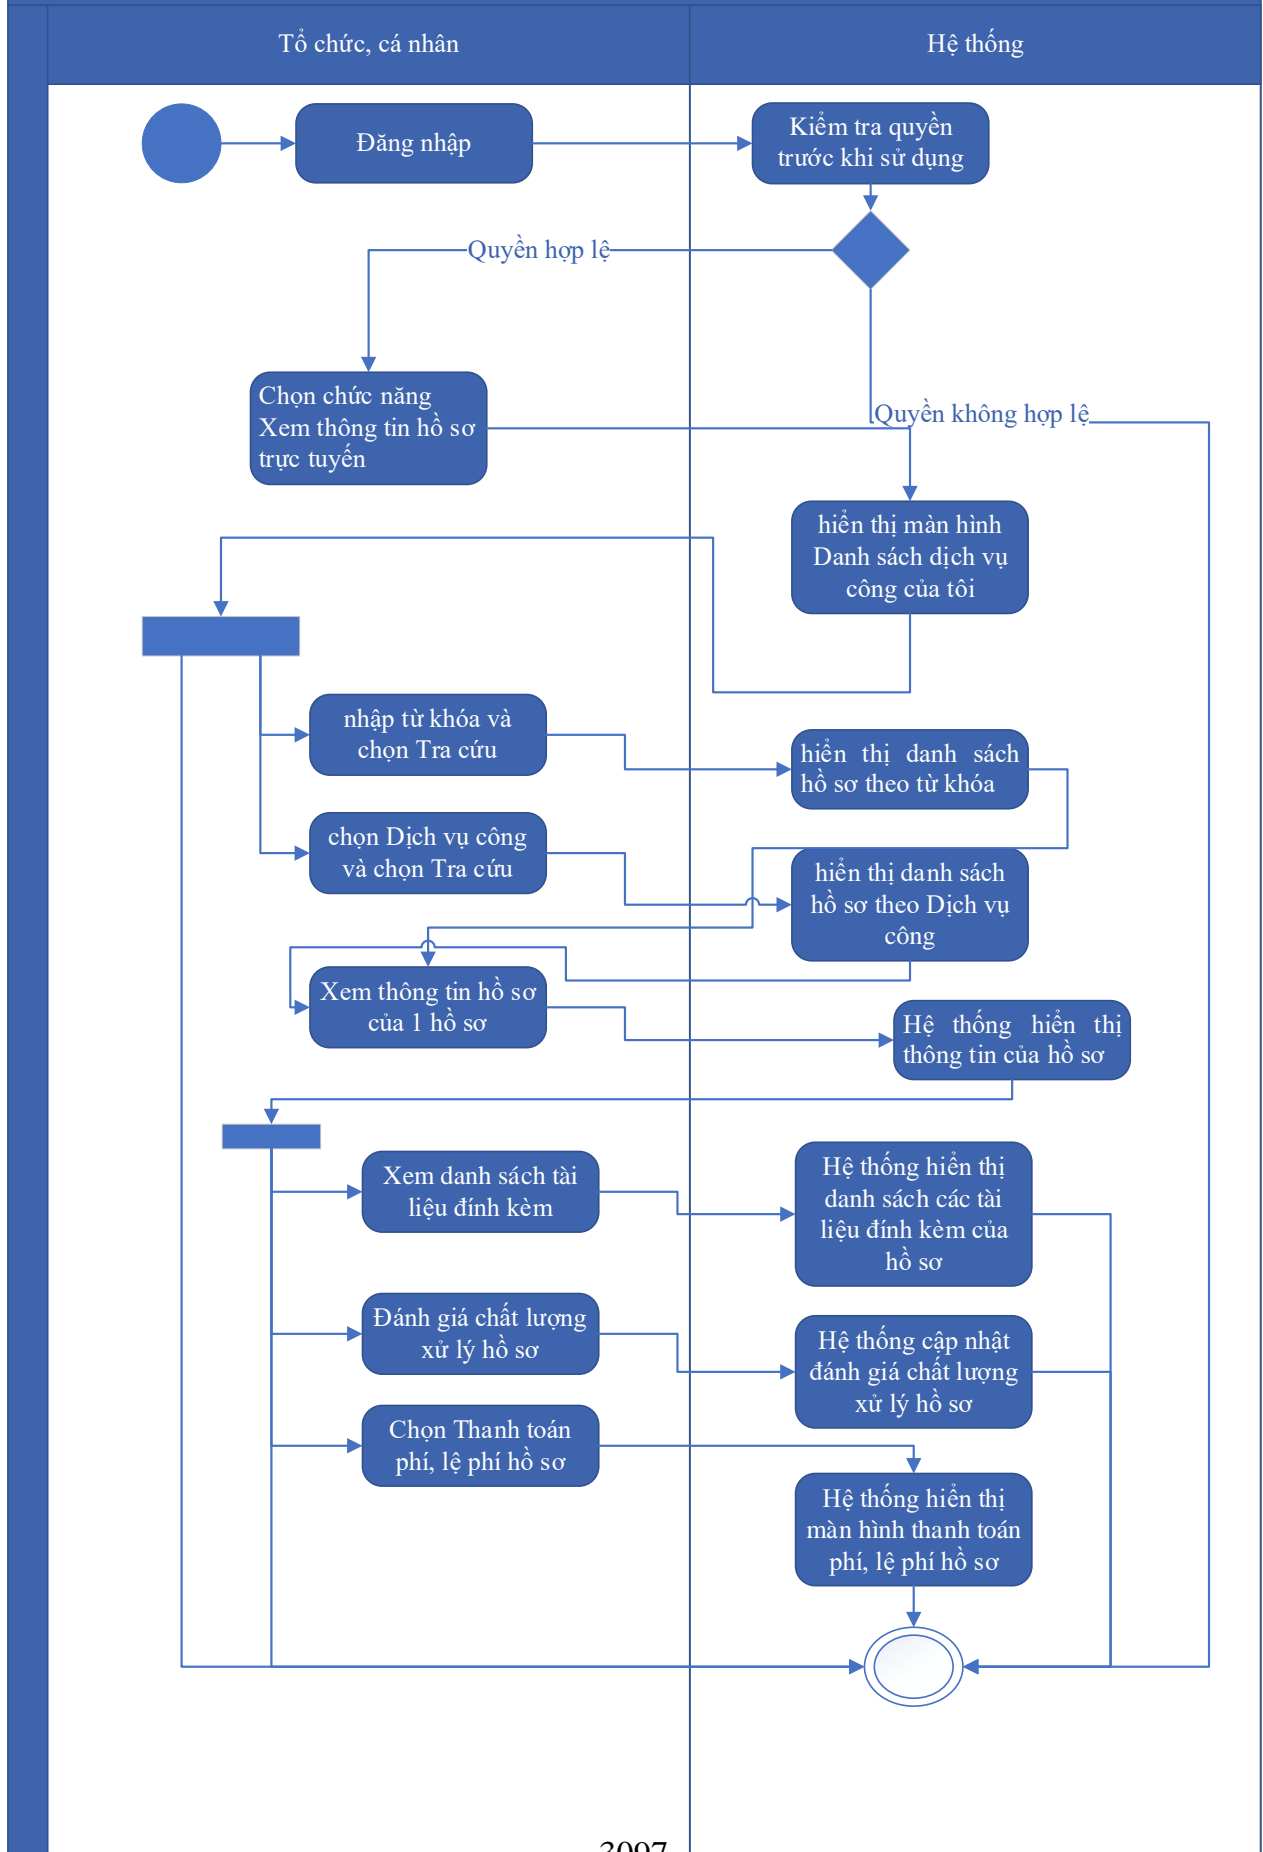 Tổ chức, cá nhân
Hệ thống
Đăng nhập
Kiểm tra quyền
trước khi sử dụng
Quyền hợp lệ
Chọn chức năng
Xem thông tin hồ sơ
trực tuyến
Quyền không hợp lệ
hiển thị màn hình
Danh sách dịch vụ
công của tôi
nhập từ khóa và
chọn Tra cứu
hiển thị danh sách
hồ sơ theo từ khóa
chọn Dịch vụ công
và chọn Tra cứu
hiển thị danh sách
hồ sơ theo Dịch vụ
công
Xem thông tin hồ sơ
của 1 hồ sơ
Hệ thống hiển thị
thông tin của hồ sơ
Xem danh sách tài
liệu đính kèm
Hệ thống hiển thị
danh sách các tài
liệu đính kèm của
hồ sơ
Đánh giá chất lượng
xử lý hồ sơ
Hệ thống cập nhật
đánh giá chất lượng
xử lý hồ sơ
Chọn Thanh toán
phí, lệ phí hồ sơ
Hệ thống hiển thị
màn hình thanh toán
phí, lệ phí hồ sơ
3097